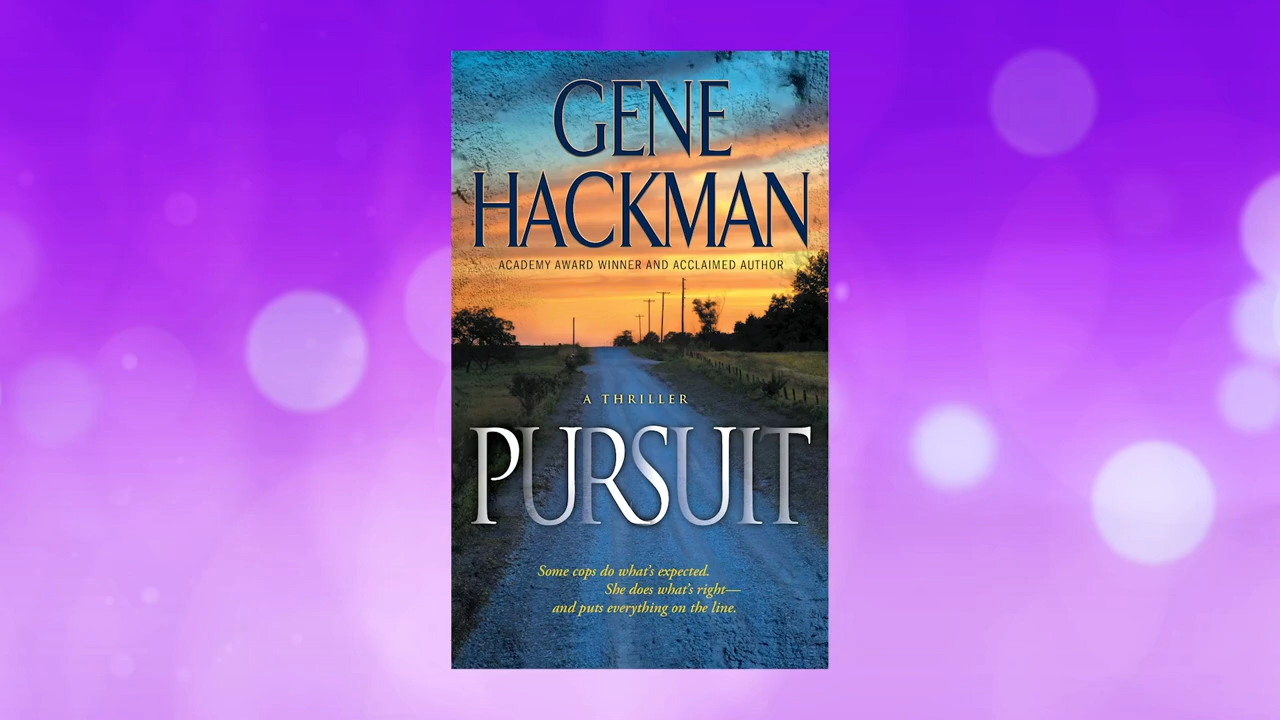 GENE
HACKMAN
ACADEMY AWARD WINNER AND ACCLAIMED AUTHOR
A THRILLER
PURSUIT
Some cops do what's expected.
She does what's right—
and puts everything on the line.